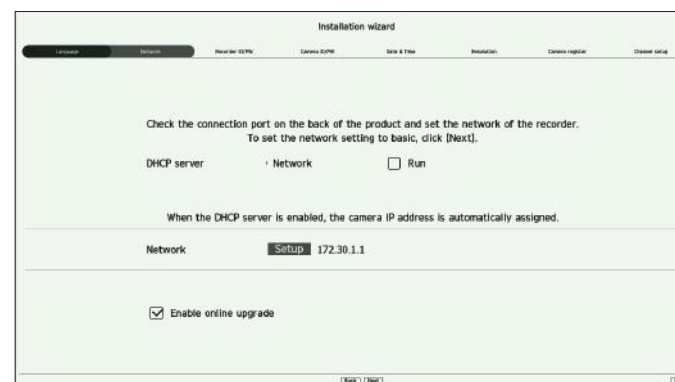 Installation wizard
Language Network Recorder ID/PW Camera ID/PW Date & Time Resolution Camera register Channel setup
Check the connection port on the back of the product and set the network of the recorder.
To set the network setting to basic, click [Next].
DHCP server · Network Run
When the DHCP server is enabled, the camera IP address is automatically assigned.
Network Setup 172.30.1.1
Enable online upgrade
Back Next